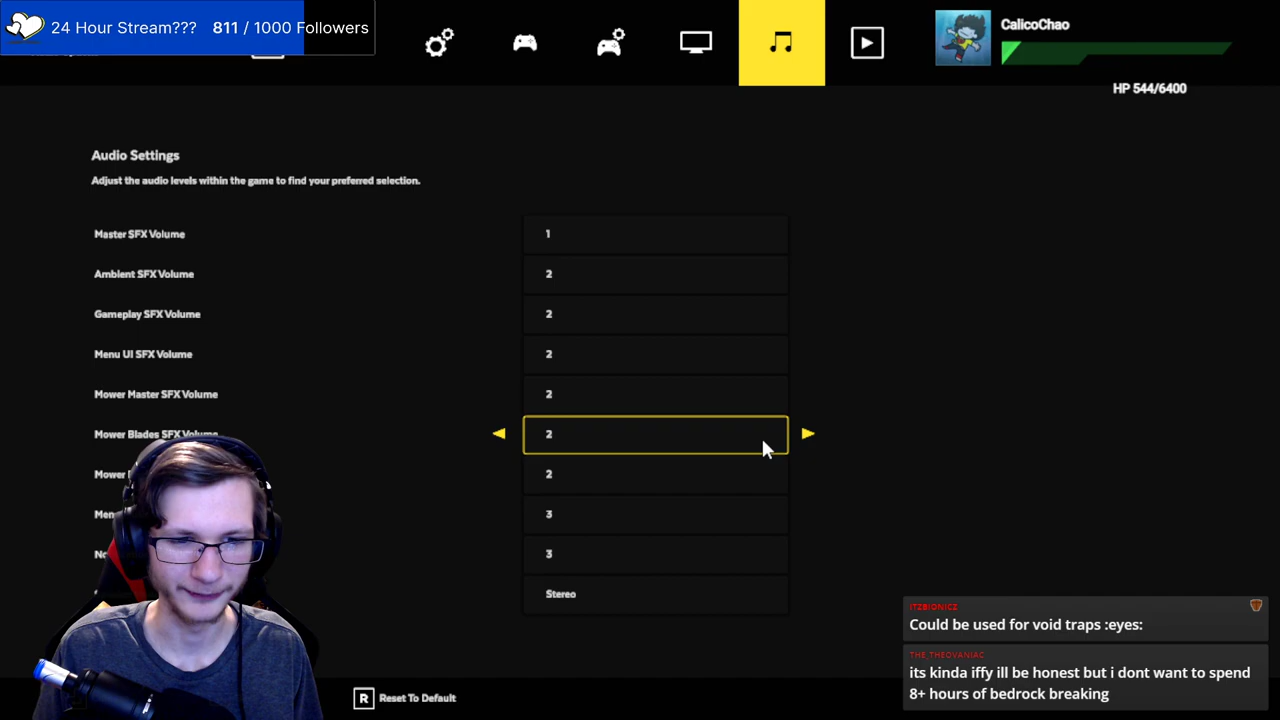 24 Hour Stream??? 811 / 1000 Followers
CalicoChao
HP 544/6400
Audio Settings
Adjust the audio levels within the game to find your preferred selection.
Master SFX Volume 1
Ambient SFX Volume 2
Gameplay SFX Volume 2
Menu UI SFX Volume 2
Mower Master SFX Volume 2
Mower Blades SFX Volume 2
Mower 2
3
3
Stereo
ITZBIONICZ
Could be used for void traps :eyes:
THE_THEOVANIAC
its kinda iffy ill be honest but i dont want to spend
8+ hours of bedrock breaking
R Reset To Default